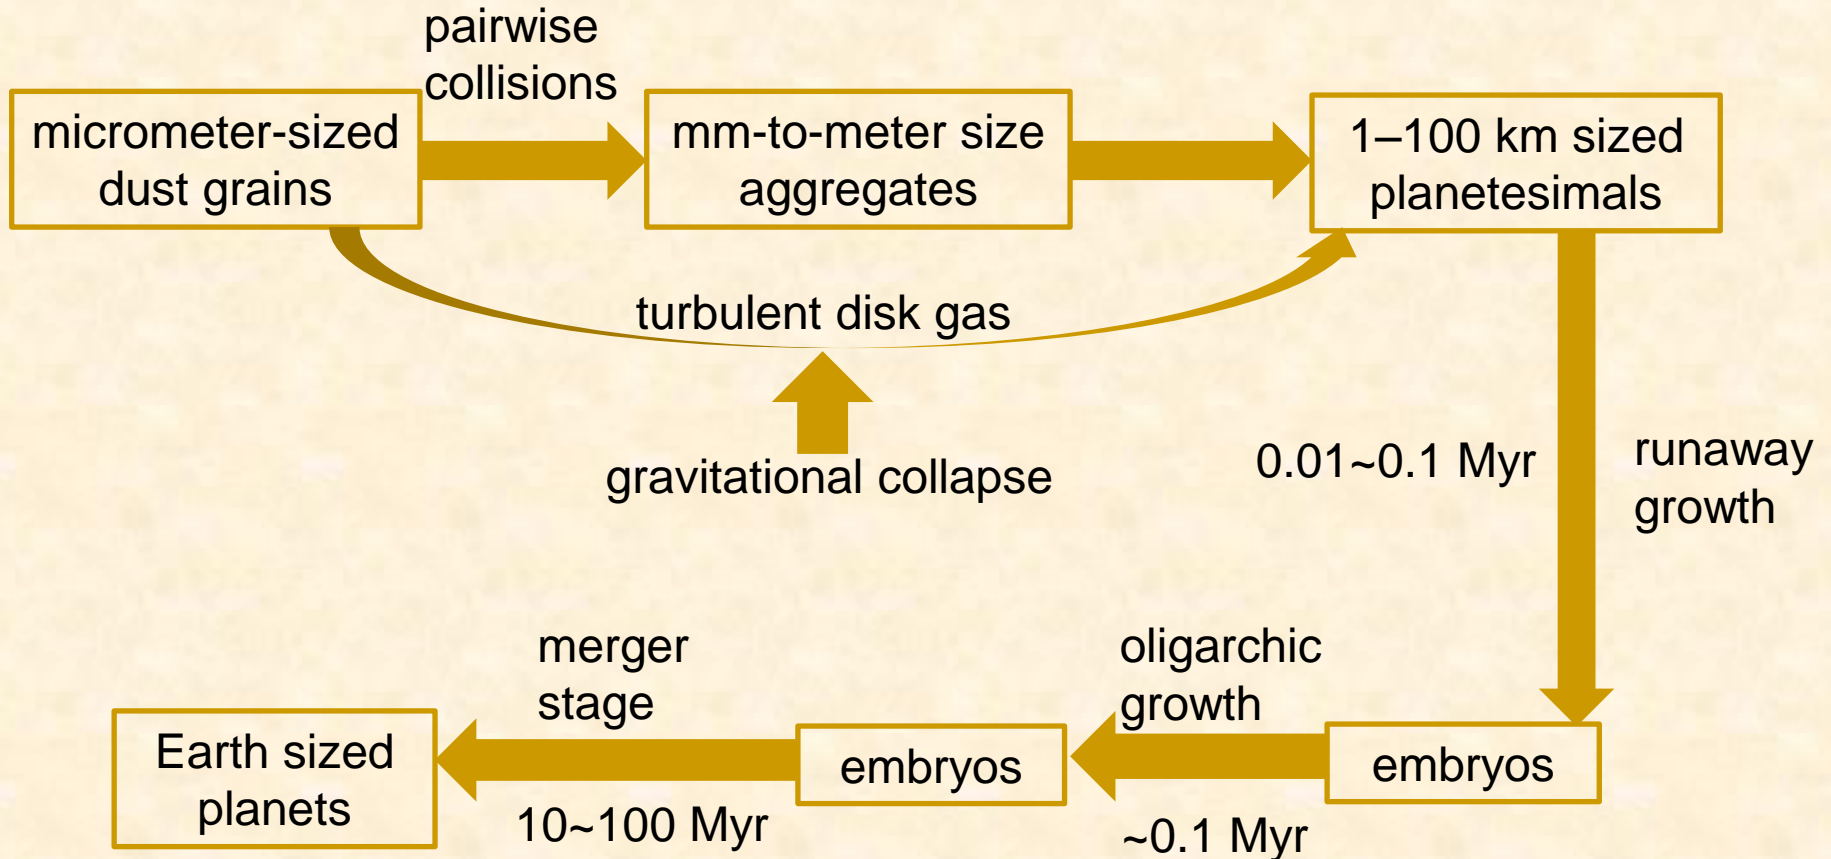 pairwise
collisions
micrometer-sized
dust grains
mm-to-meter size
aggregates
1–100 km sized
planetesimals
turbulent disk gas
gravitational collapse
0.01~0.1 Myr
runaway
growth
merger
stage
oligarchic
growth
Earth sized
planets
embryos
embryos
10~100 Myr
~0.1 Myr